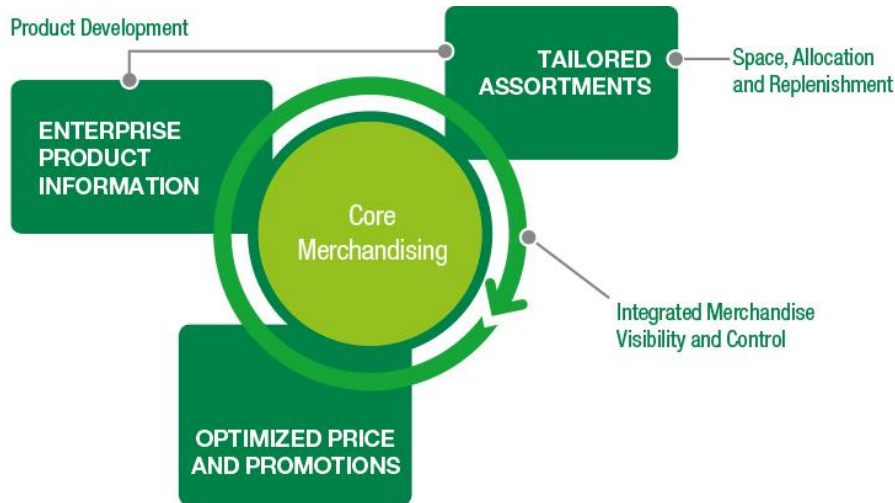 Product Development
TAILORED
ASSORTMENTS
Space, Allocation
and Replenishment
ENTERPRISE
PRODUCT
INFORMATION
Core
Merchandising
Integrated Merchandise
Visibility and Control
OPTIMIZED PRICE
AND PROMOTIONS